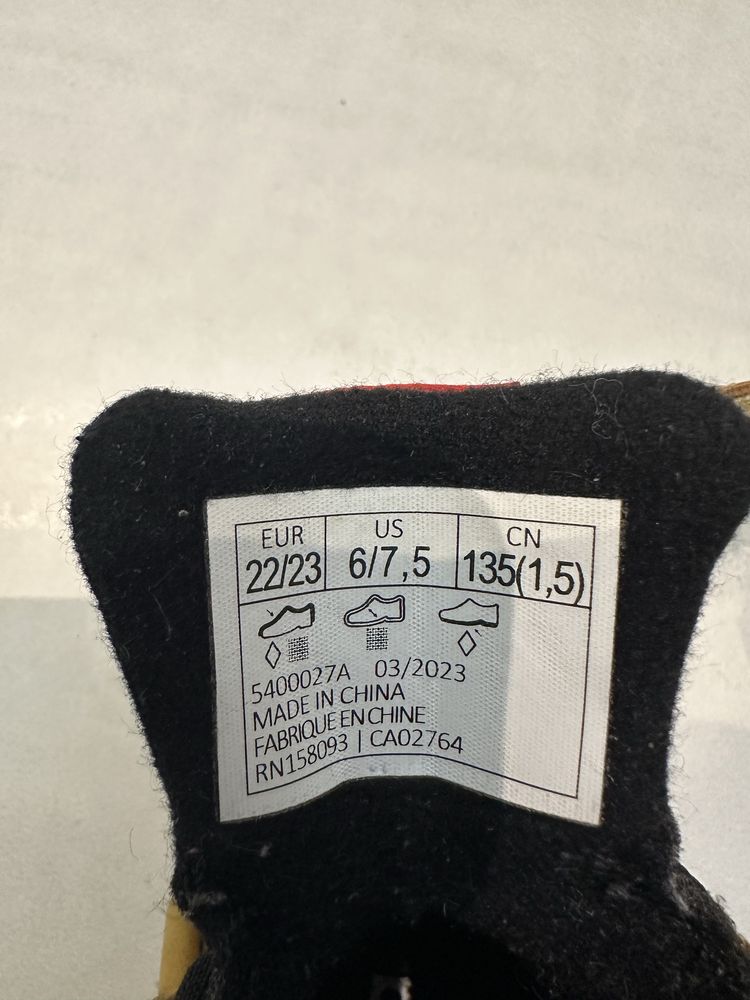 EUR US CN
22/23 6/7,5 135(1,5)
5400027A 03/2023
MADE IN CHINA
FABRIQUE EN CHINE
RN158093 | CA02764